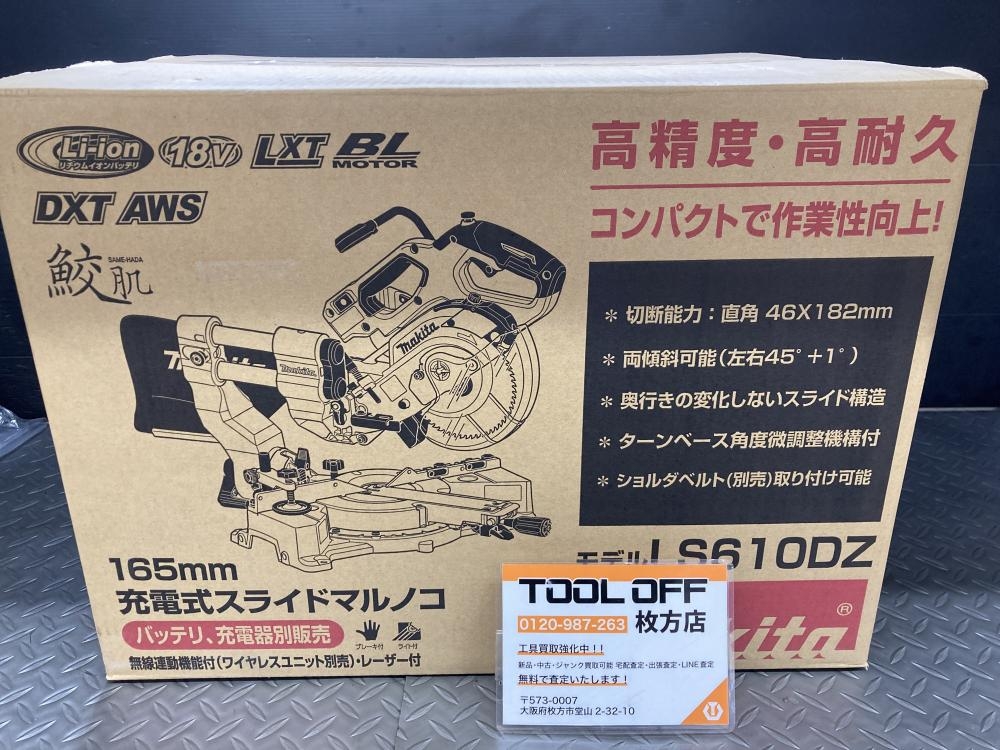 Li-ion
リチウムイオンバッテリ
18V
LXT
BL
MOTOR
DXT AWS
鮫肌
SAME-HADA
高精度・高耐久
コンパクトで作業性向上!
＊ 切断能力：直角 46X182mm
＊ 両傾斜可能(左右45°+1°)
＊ 奥行きの変化しないスライド構造
＊ ターンベース角度微調整機構付
＊ ショルダベルト(別売)取り付け可能
makita
makita
165mm
充電式スライドマルノコ
バッテリ、充電器別販売
ブレーキ付
ライト付
無線連動機能付(ワイヤレスユニット別売)・レーザー付
モデル LS610DZ
kita
®
TOOL OFF
0120-987-263 枚方店
工具買取強化中！！
新品・中古・ジャンク買取可能 宅配査定・出張査定・LINE査定
無料で査定いたします！
〒573-0007
大阪府枚方市堂山 2-32-10